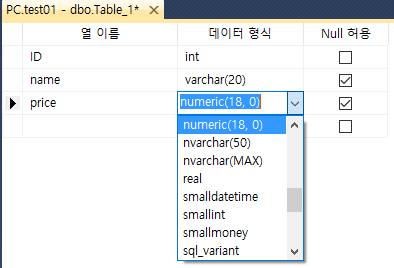 PC.test01 - dbo.Table_1*
열 이름 데이터 형식 Null 허용
ID int
name varchar(20)
price numeric(18, 0)
numeric(18, 0)
nvarchar(50)
nvarchar(MAX)
real
smalldatetime
smallint
smallmoney
sql_variant